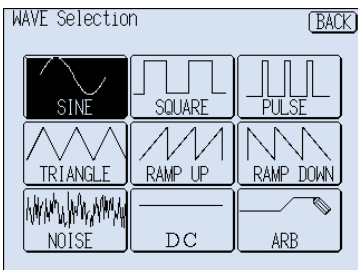 WAVE Selection BACK
SINE SQUARE PULSE
TRIANGLE RAMP UP RAMP DOWN
NOISE DC ARB